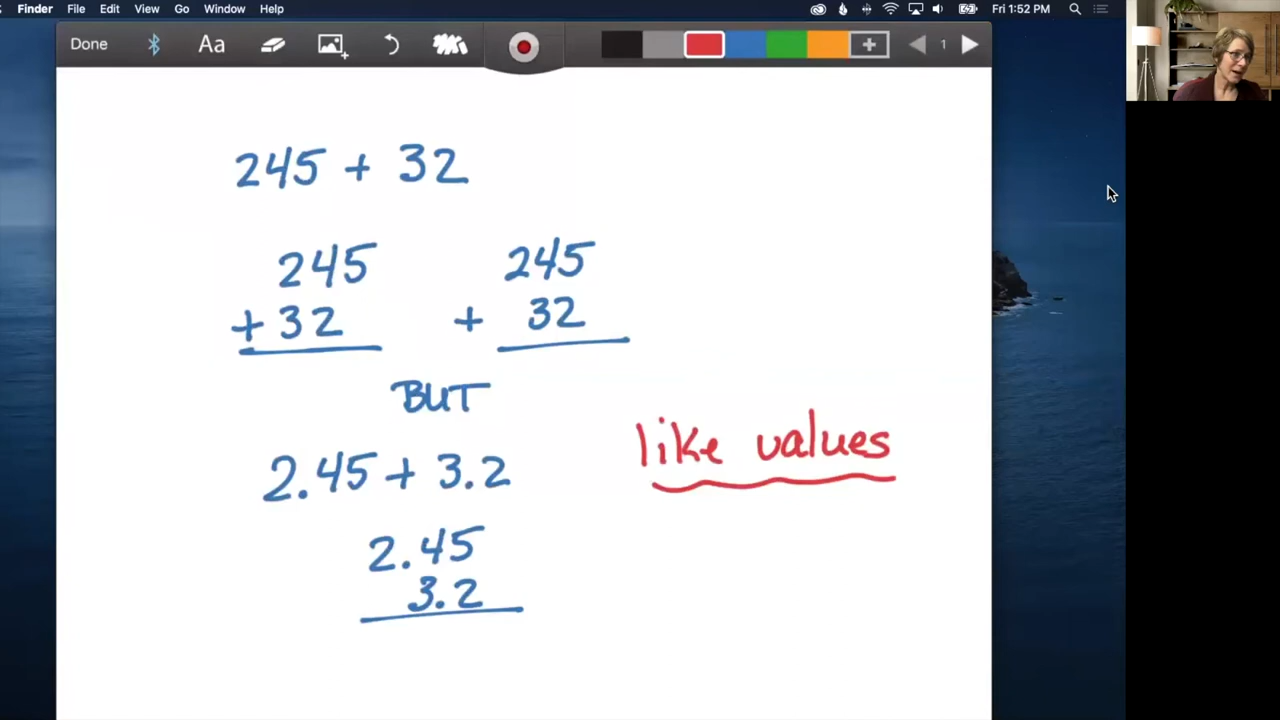 Finder File Edit View Go Window Help Fri 1:52 PM
Done Aa 1
245 + 32
245 245
+ 32 + 32
BUT
like values
2.45 + 3.2
2.45
3.2